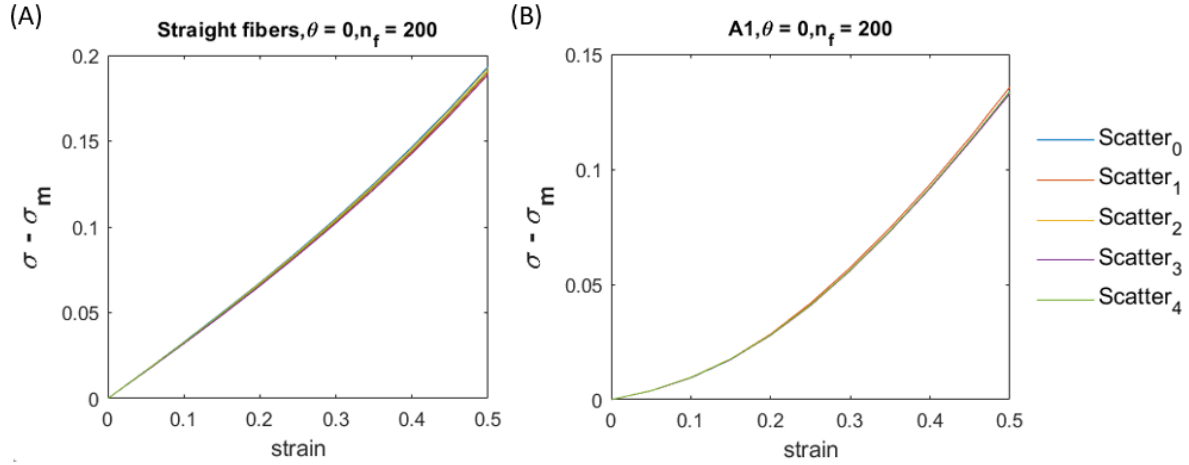 (A)
Straight fibers,θ = 0,n_f = 200
0.2
0.15
0.1
0.05
0
σ - σ_m
0 0.1 0.2 0.3 0.4 0.5
strain
(B)
A1,θ = 0,n_f = 200
0.15
0.1
0.05
0
σ - σ_m
0 0.1 0.2 0.3 0.4 0.5
strain
Scatter_0
Scatter_1
Scatter_2
Scatter_3
Scatter_4